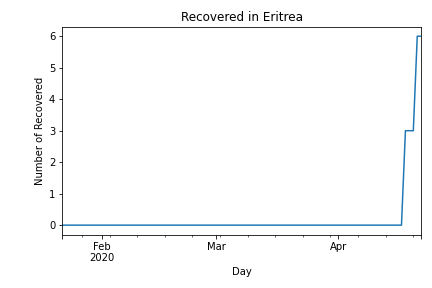 Recovered in Eritrea
6
5
4
3
2
1
0
Number of Recovered
Feb
2020
Mar
Apr
Day